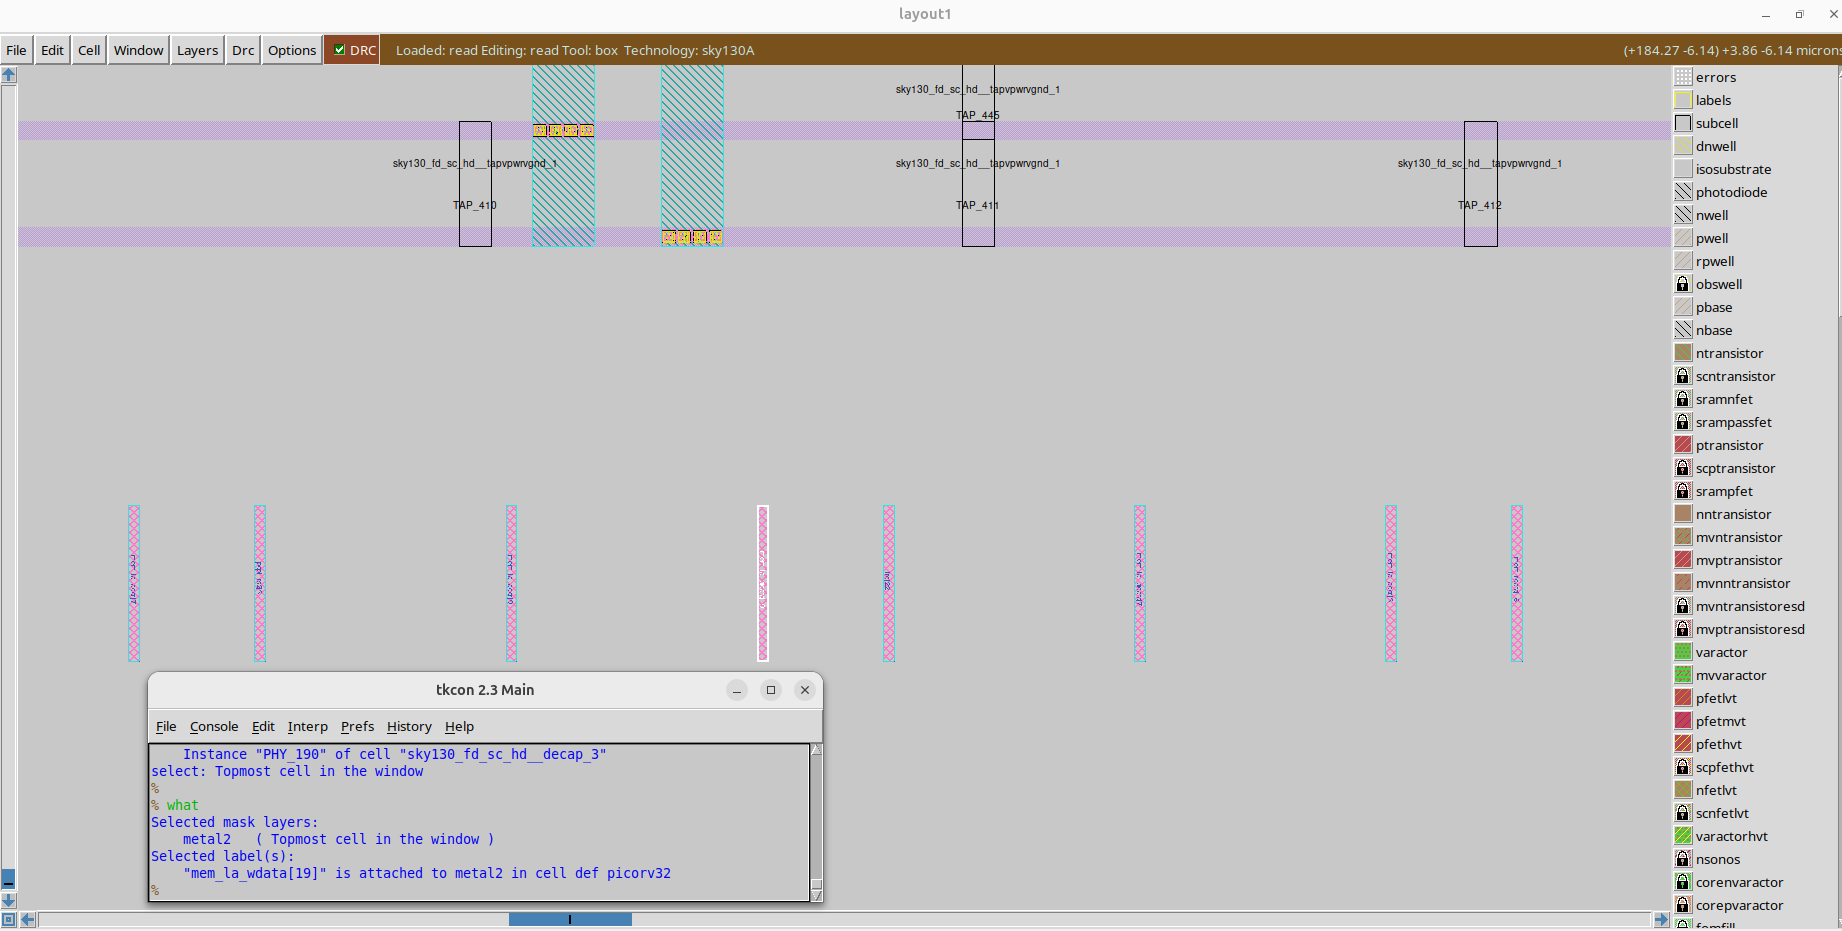 layout1
File Edit Cell Window Layers Drc Options DRC Loaded: read Editing: read Tool: box Technology: sky130A (+184.27 -6.14) +3.86 -6.14 microns
sky130_fd_sc_hd__tapvpwrvgnd_1
TAP_445
sky130_fd_sc_hd__tapvpwrvgnd_1
sky130_fd_sc_hd__tapvpwrvgnd_1
sky130_fd_sc_hd__tapvpwrvgnd_1
TAP_410
TAP_411
TAP_412
tkcon 2.3 Main
File Console Edit Interp Prefs History Help
Instance "PHY_190" of cell "sky130_fd_sc_hd__decap_3"
select: Topmost cell in the window
%
% what
Selected mask layers:
metal2 ( Topmost cell in the window )
Selected label(s):
"mem_la_wdata[19]" is attached to metal2 in cell def picorv32
%
errors
labels
subcell
dnwell
isosubstrate
photodiode
nwell
pwell
rpwell
obswell
pbase
nbase
ntransistor
scntransistor
sramnfet
srampassfet
ptransistor
scptransistor
srampfet
nntransistor
mvntransistor
mvptransistor
mvnntransistor
mvntransistoresd
mvptransistoresd
varactor
mvvaractor
pfetlvt
pfetmvt
pfethvt
scpfethvt
nfetlvt
scnfetlvt
varactorhvt
nsonos
corenvaractor
corepvaractor